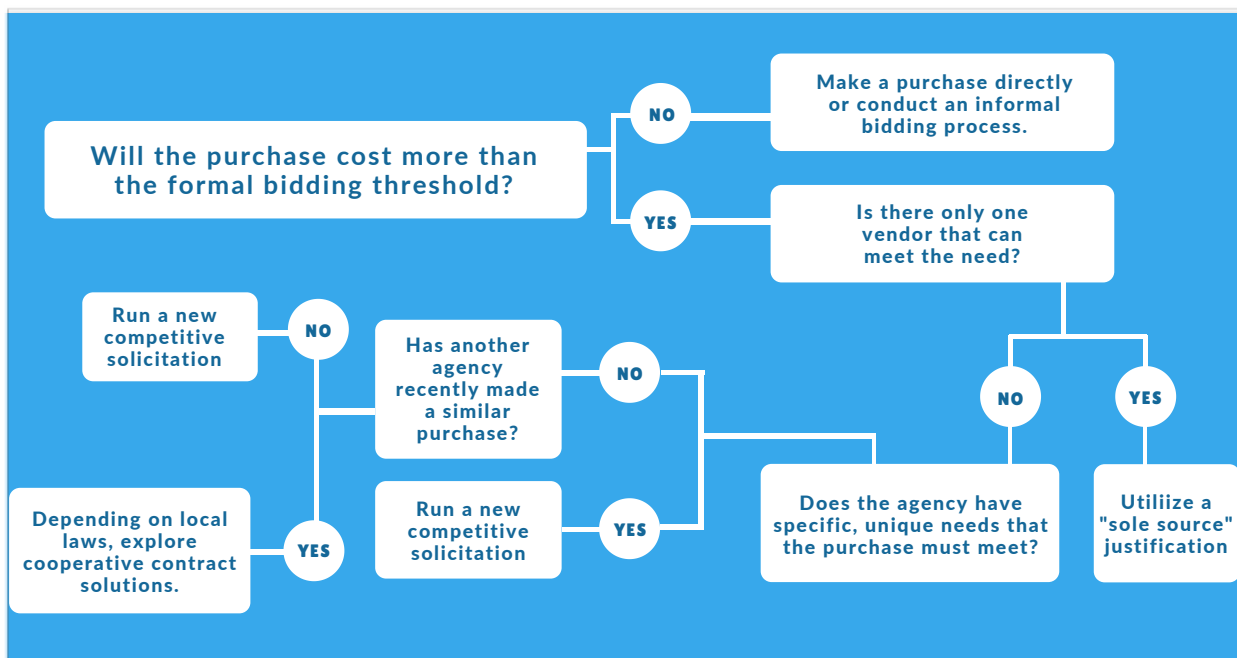 Will the purchase cost more than
the formal bidding threshold?
NO
Make a purchase directly
or conduct an informal
bidding process.
YES
Is there only one
vendor that can
meet the need?
NO
YES
Utiliize a
"sole source"
justification
Does the agency have
specific, unique needs that
the purchase must meet?
NO
Has another
agency
recently made
a similar
purchase?
YES
Run a new
competitive
solicitation
NO
Run a new
competitive
solicitation
YES
Depending on local
laws, explore
cooperative contract
solutions.